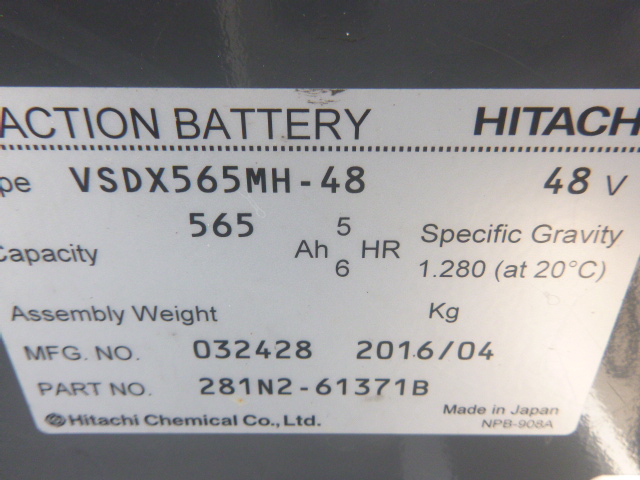 ACTION BATTERY HITACH
pe VSDX565MH-48 48 V
Capacity 565 Ah 5 HR Specific Gravity
6 1.280 (at 20°C)
Assembly Weight Kg
MFG. NO. 032428 2016/04
PART NO. 281N2-61371B
Hitachi Chemical Co., Ltd. Made in Japan
NPB-908A